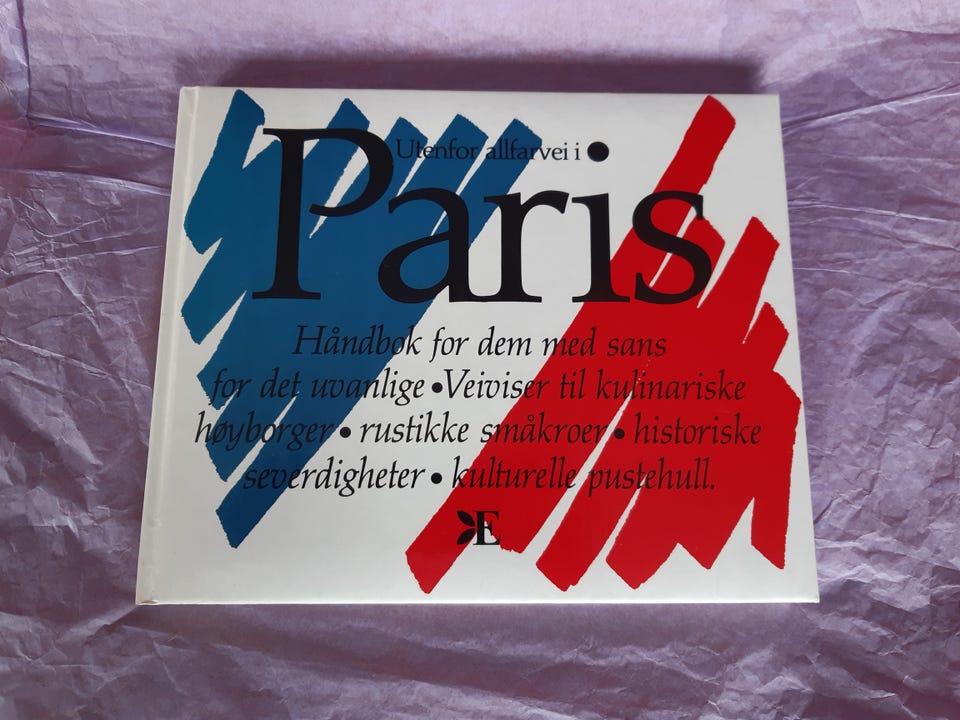 Utenfor allfarvei i
Paris
Håndbok for dem med sans
for det uvanlige • Veiviser til kulinariske
høyborger • rustikke småkroer • historiske
severdigheter • kulturelle pustehull.
E